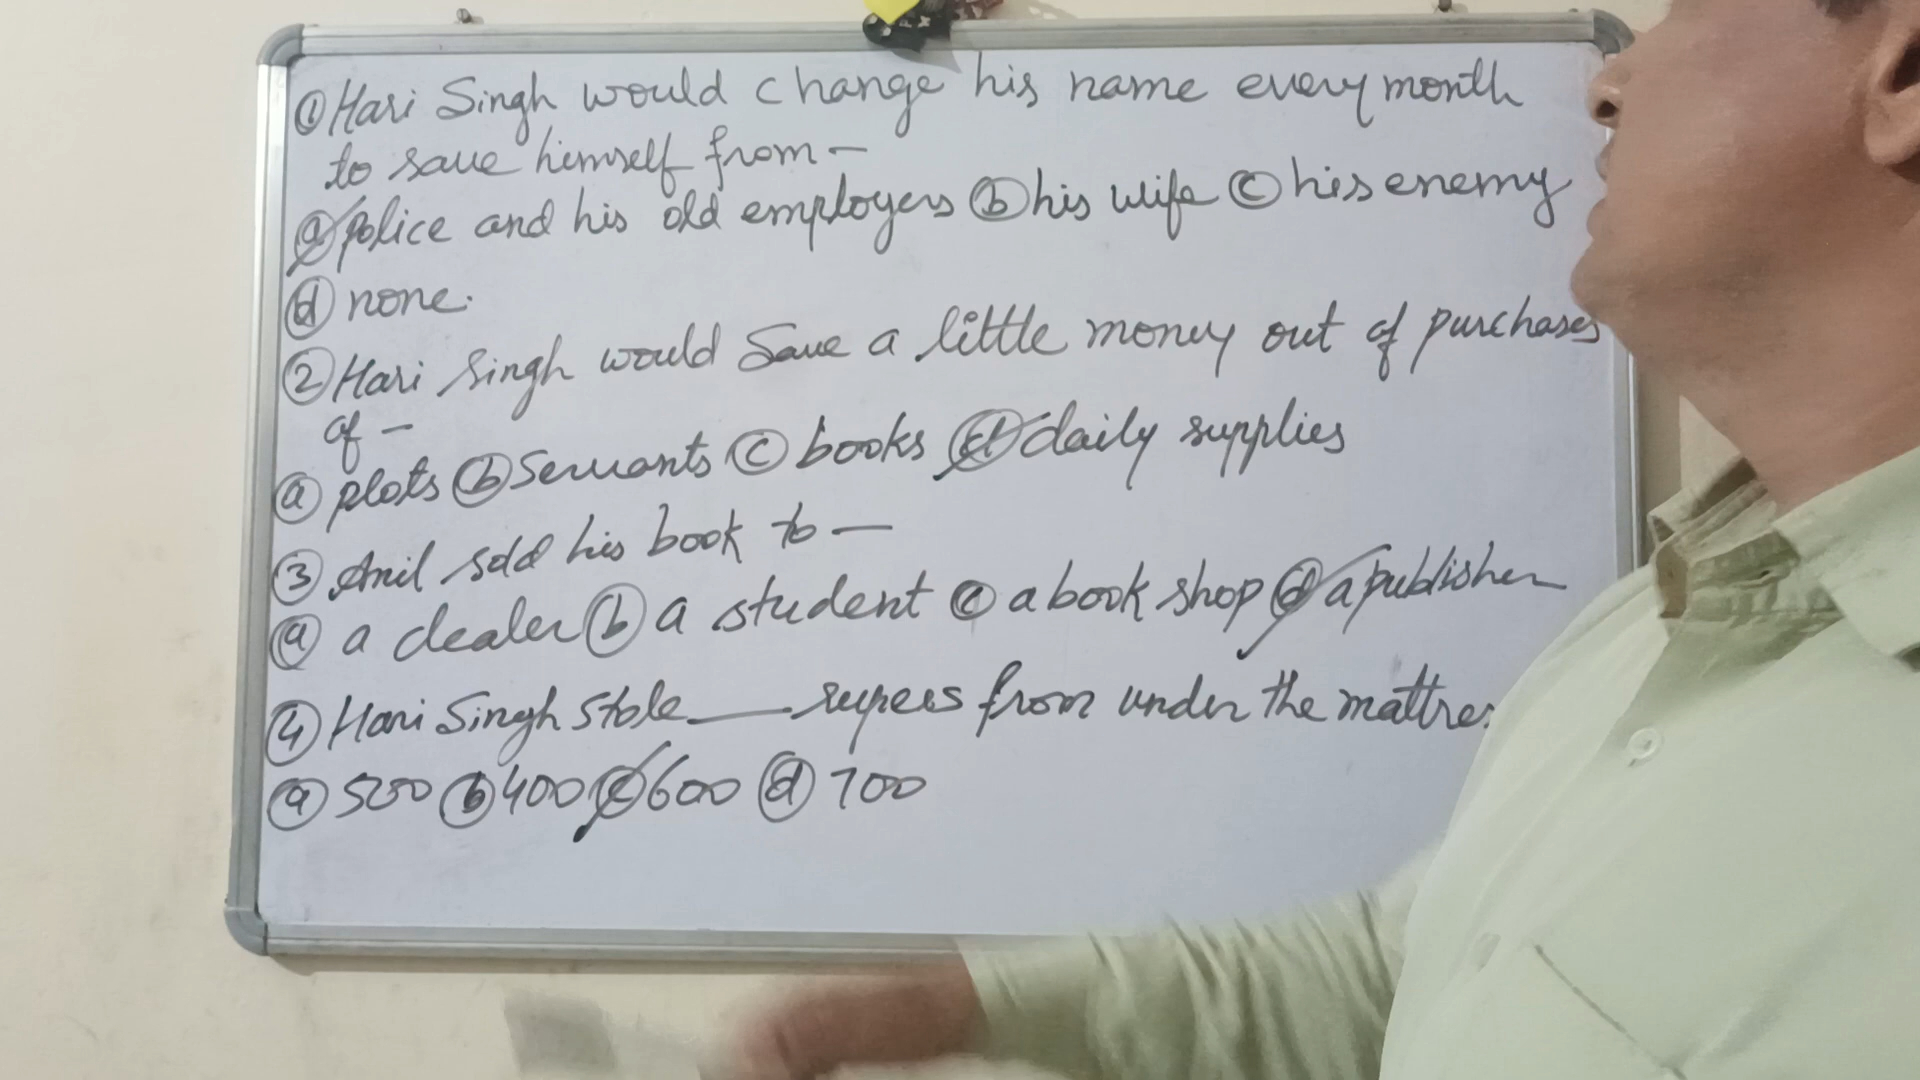 ① Hari Singh would change his name every month
to save himself from –
ⓐ police and his old employers ⓑ his wife ⓒ his enemy
ⓓ none.
② Hari Singh would save a little money out of purchases
of –
ⓐ plots ⓑ servants ⓒ books ⓓ daily supplies
③ Anil sold his book to —
ⓐ a dealer ⓑ a student ⓒ a book shop ⓓ a publisher
④ Hari Singh stole ___ rupees from under the mattres
ⓐ 500 ⓑ 400 ⓒ 600 ⓓ 700